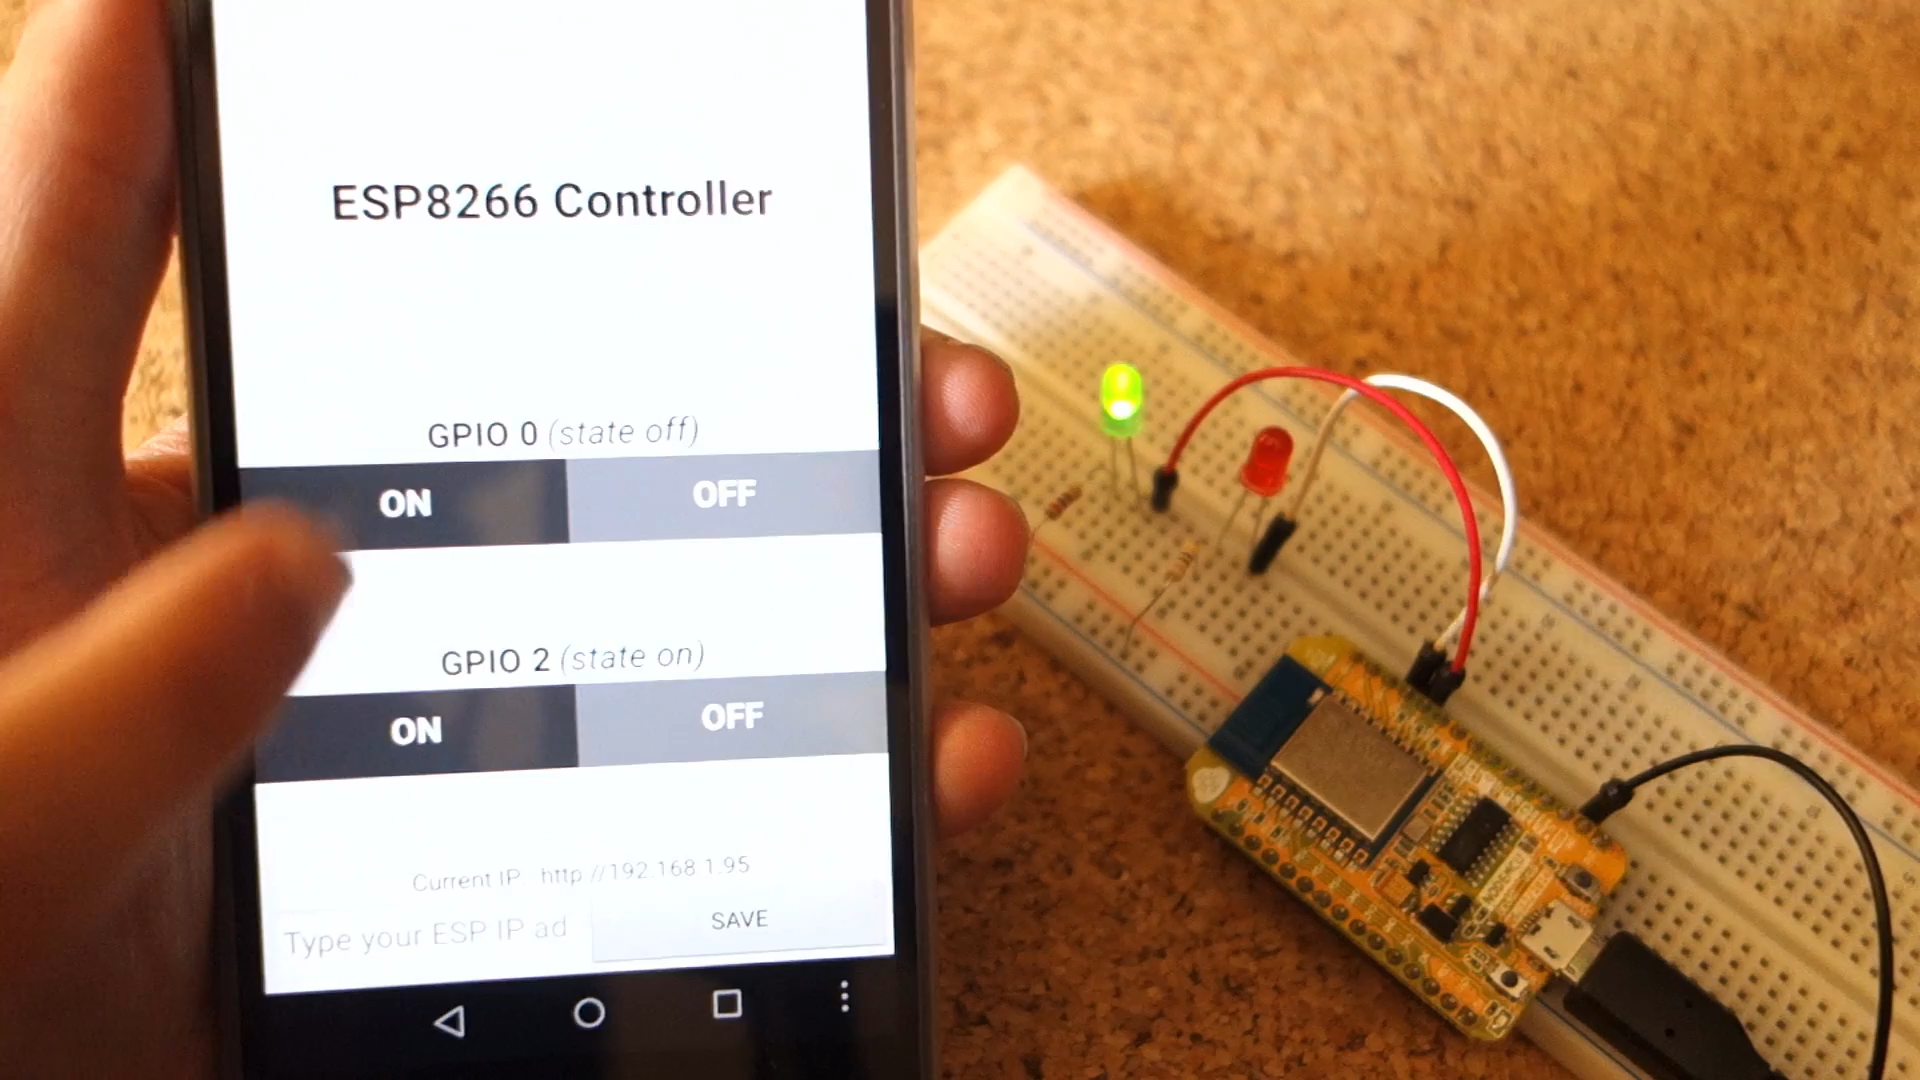 ESP8266 Controller
GPIO 0 (state off)
ON OFF
GPIO 2 (state on)
ON OFF
Current IP: http://192.168.1.95
Type your ESP IP ad SAVE